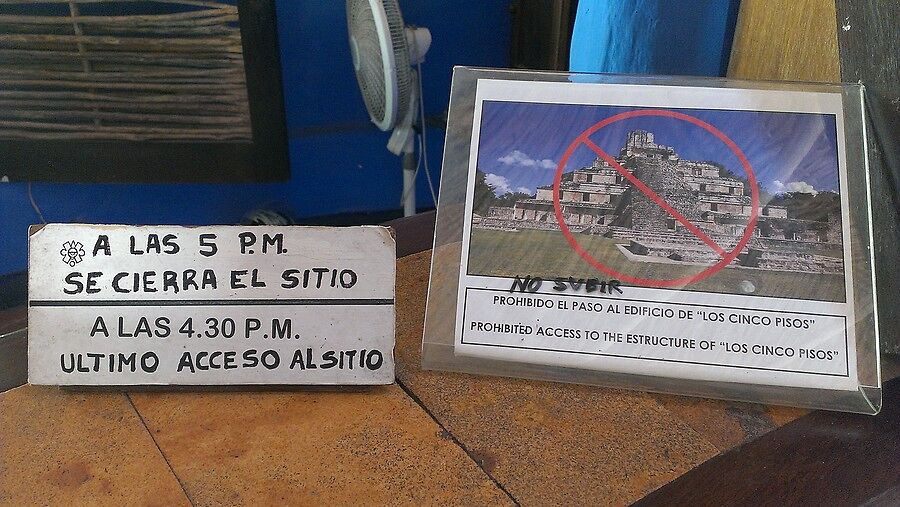 A LAS 5 P.M.
SE CIERRA EL SITIO
A LAS 4.30 P.M.
ULTIMO ACCESO AL SITIO
NO SUBIR
PROHIBIDO EL PASO AL EDIFICIO DE “LOS CINCO PISOS”
PROHIBITED ACCESS TO THE ESTRUCTURE OF “LOS CINCO PISOS”